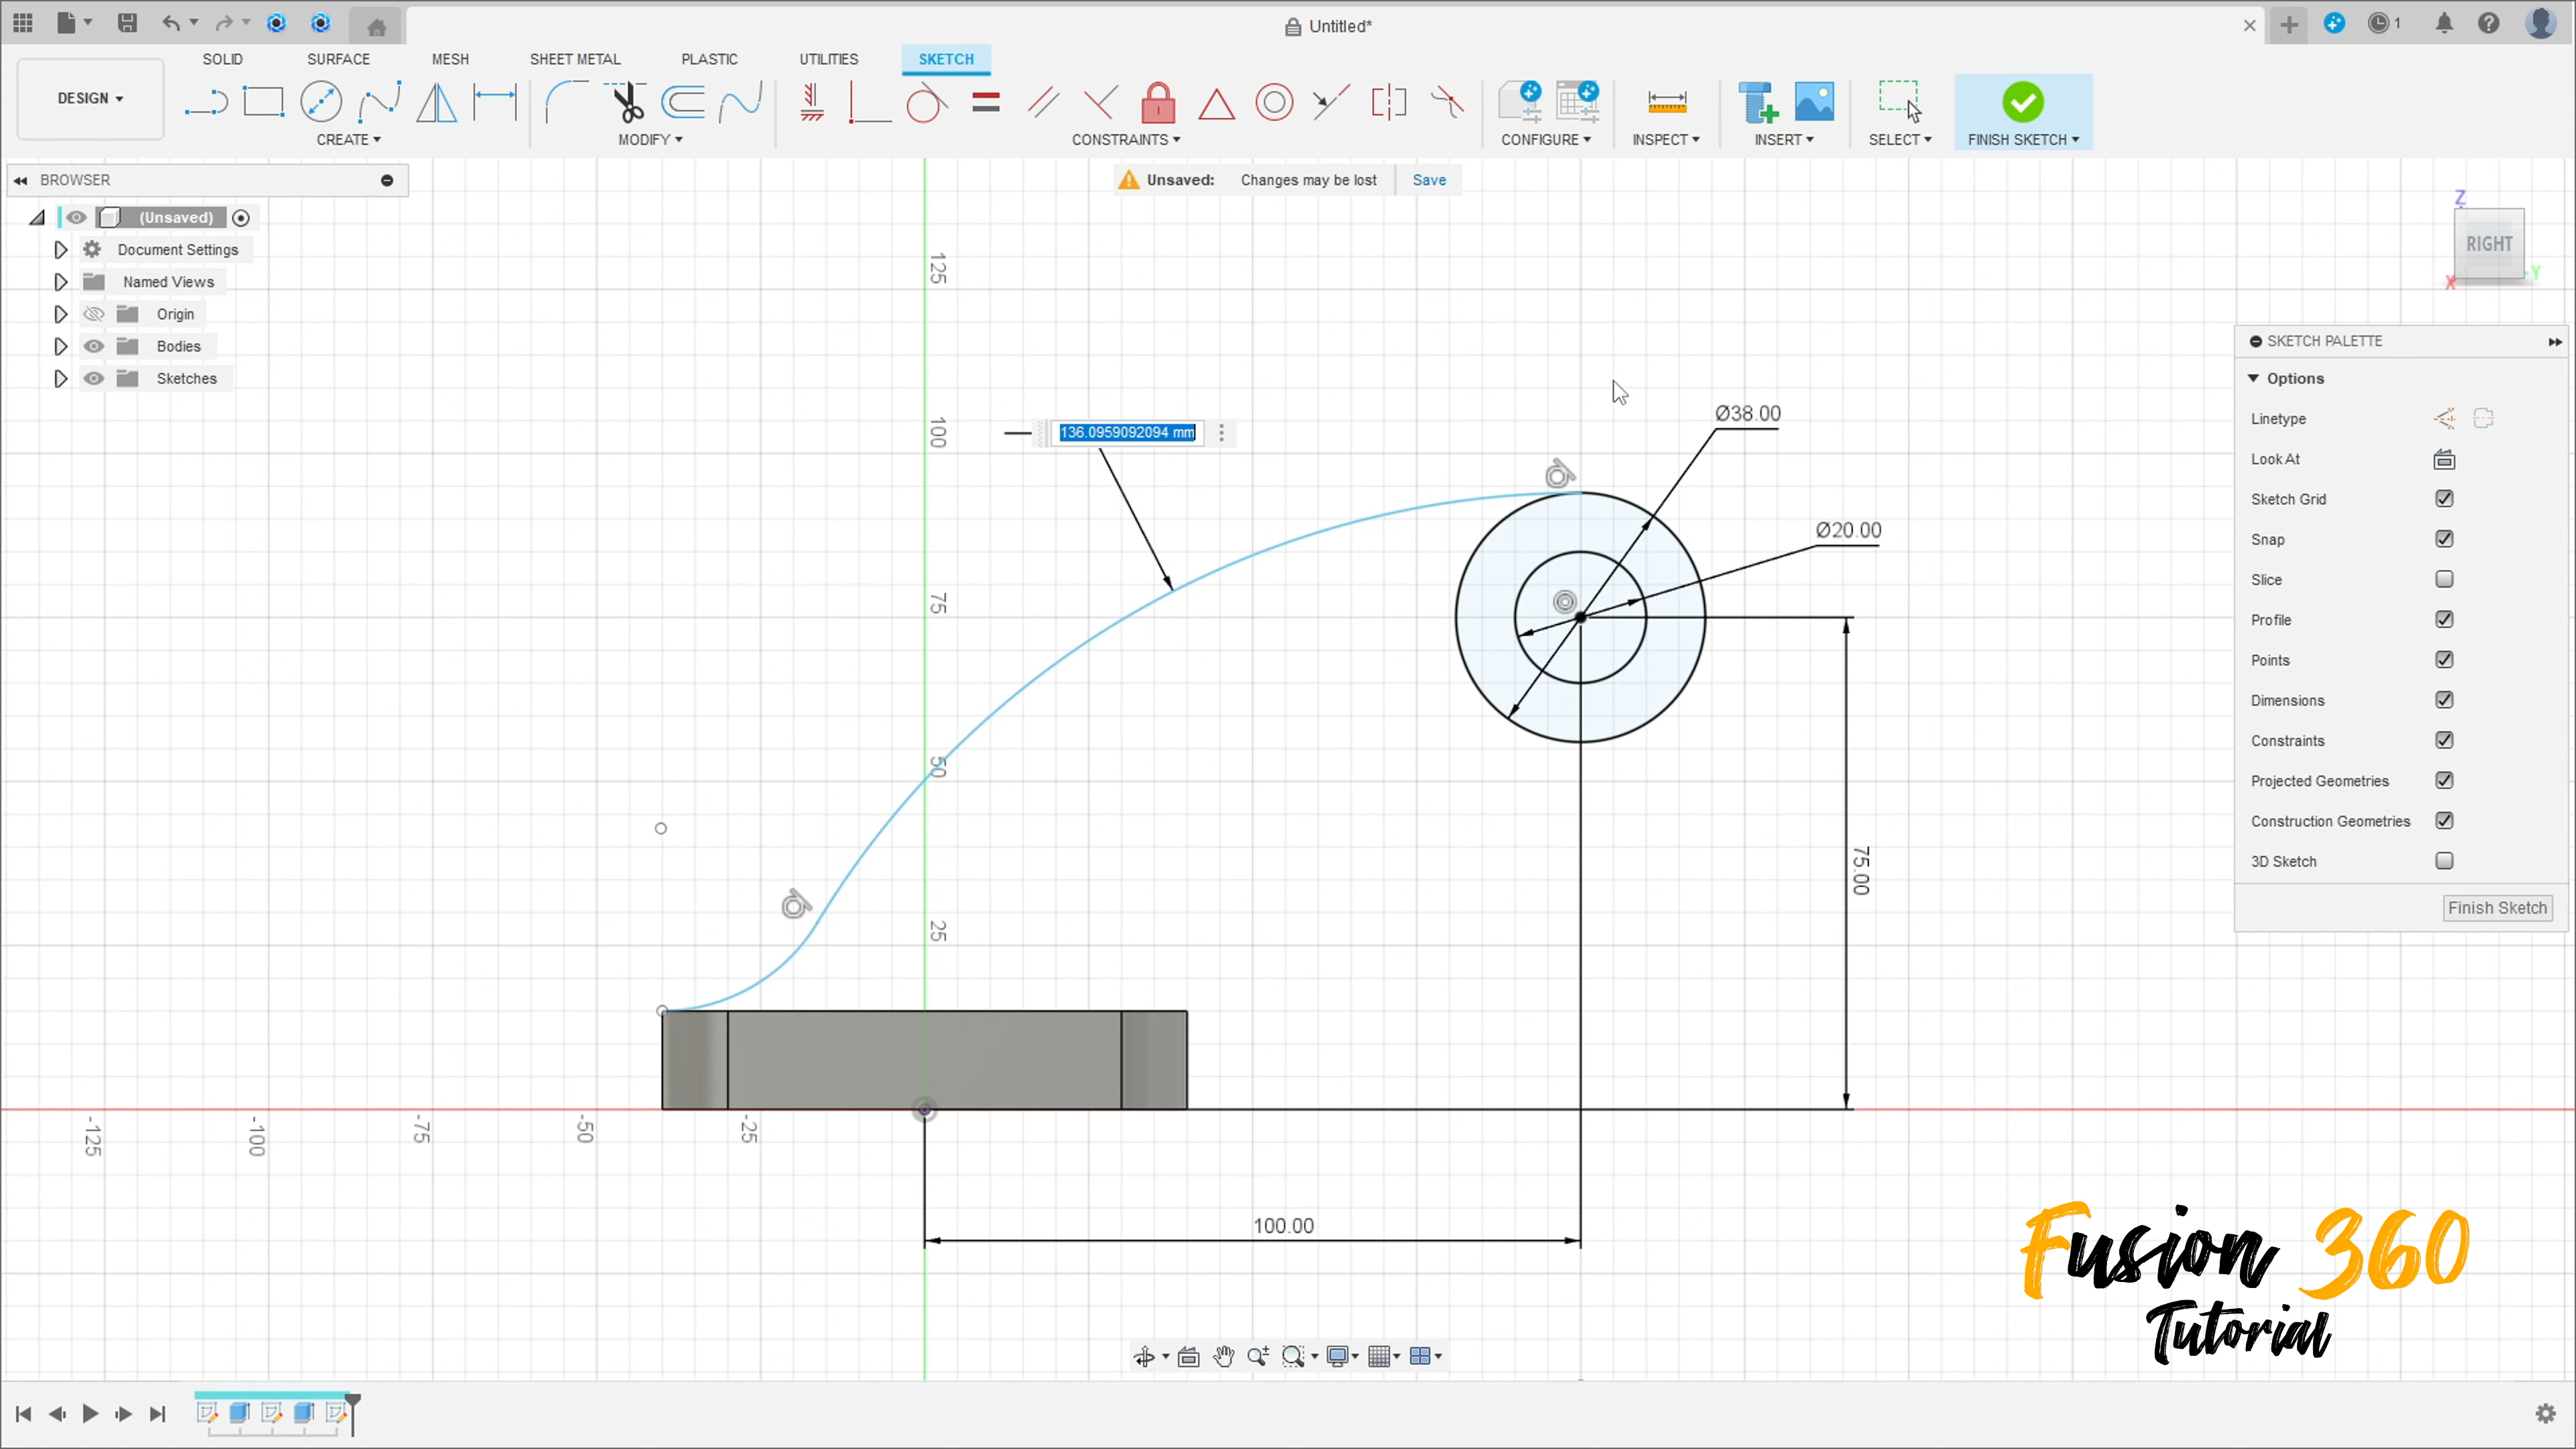 Untitled*
1
SOLID
SURFACE
MESH
SHEET METAL
PLASTIC
UTILITIES
SKETCH
DESIGN
CREATE
MODIFY
CONSTRAINTS
CONFIGURE
INSPECT
INSERT
SELECT
FINISH SKETCH
BROWSER
Unsaved: Changes may be lost Save
(Unsaved)
Document Settings
Named Views
Origin
Bodies
Sketches
Z
RIGHT
X
-Y
SKETCH PALETTE
Options
Linetype
Look At
Sketch Grid
Snap
Slice
Profile
Points
Dimensions
Constraints
Projected Geometries
Construction Geometries
3D Sketch
Finish Sketch
125
100
75
50
25
136.0959092094 mm
Ø38.00
Ø20.00
75.00
-125
-100
-75
-50
-25
100.00
Fusion 360
Tutorial